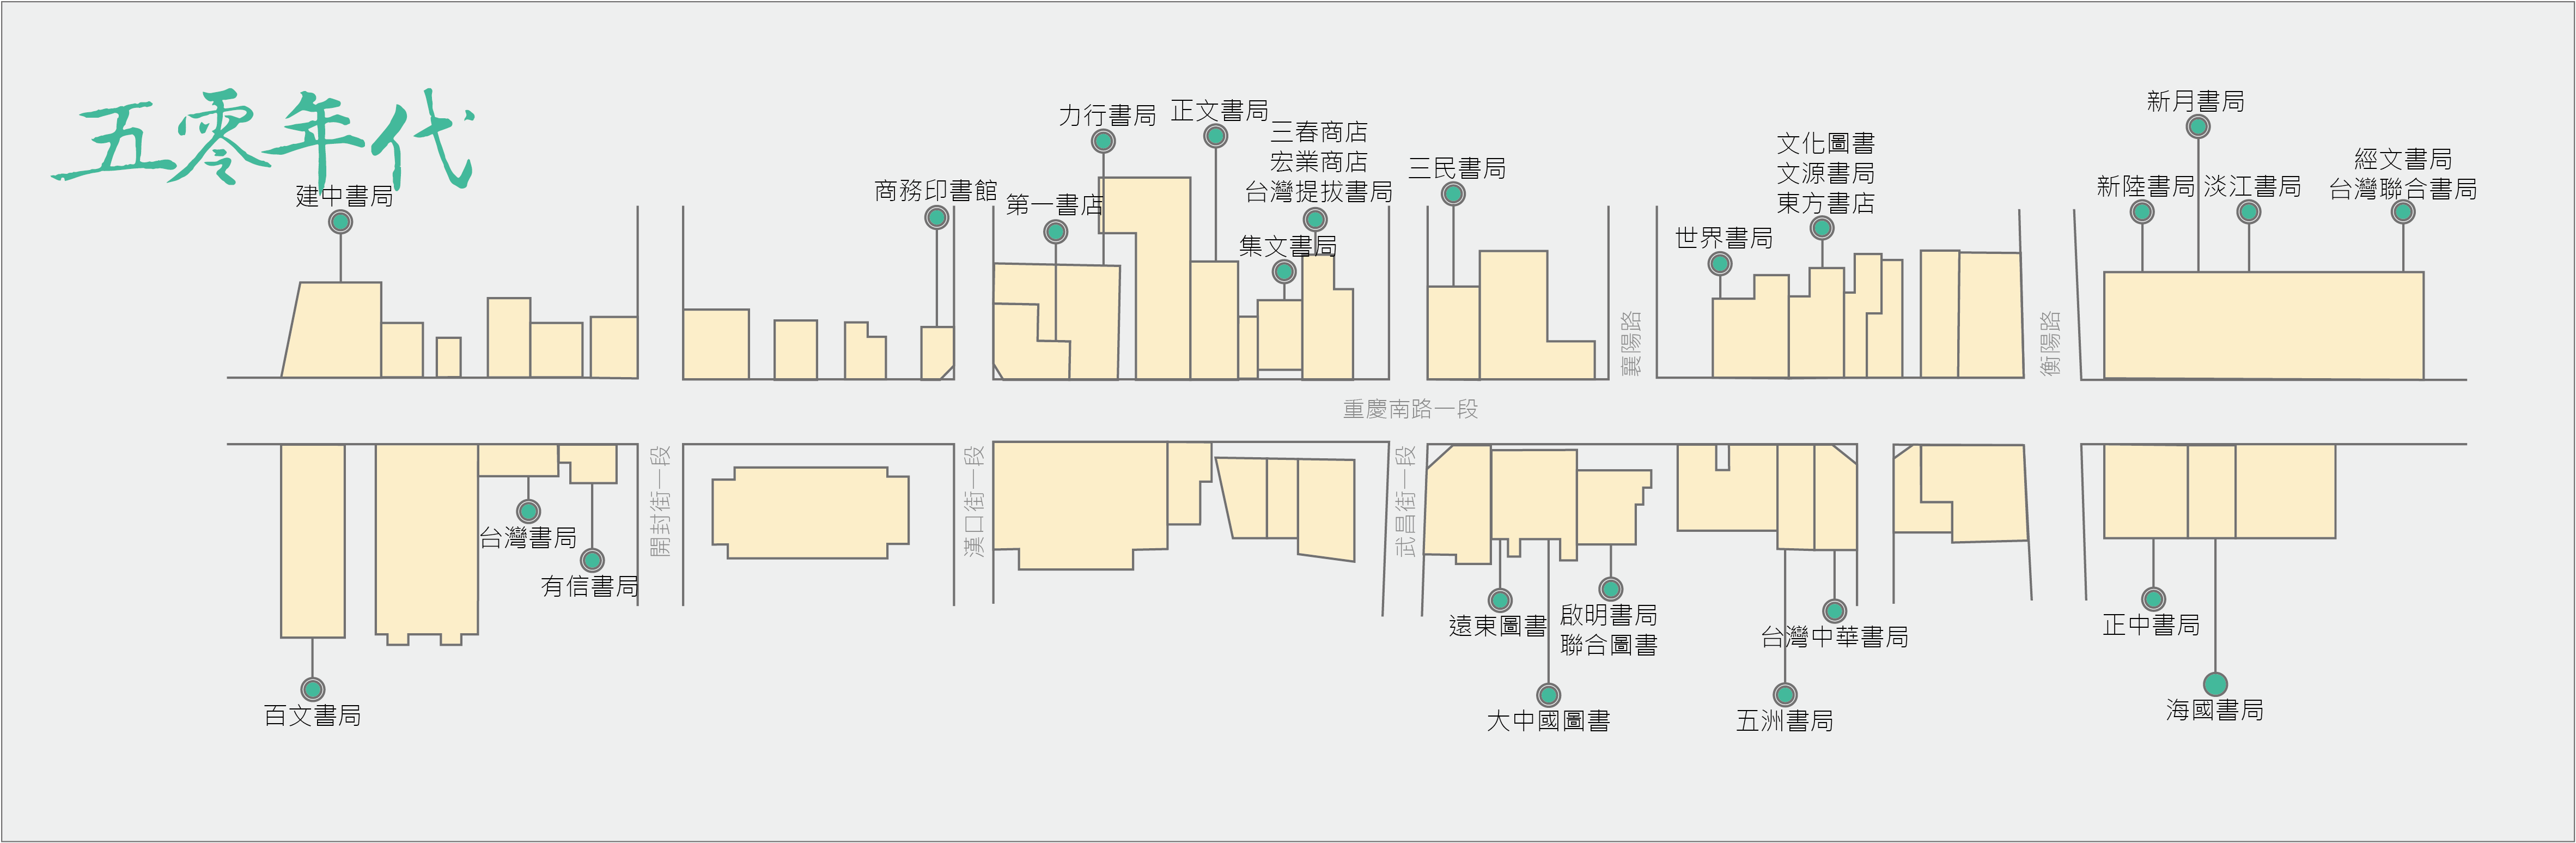 五零年代
建中書局
商務印書館
第一書店
力行書局
正文書局
三春商店
宏業商店
台灣提拔書局
集文書局
三民書局
世界書局
文化圖書
文源書局
東方書店
新陸書局
新月書局
淡江書局
經文書局
台灣聯合書局
襄陽路
衡陽路
重慶南路一段
開封街一段
漢口街一段
武昌街一段
百文書局
台灣書局
有信書局
遠東圖書
大中國圖書
啟明書局
聯合圖書
五洲書局
台灣中華書局
正中書局
海國書局